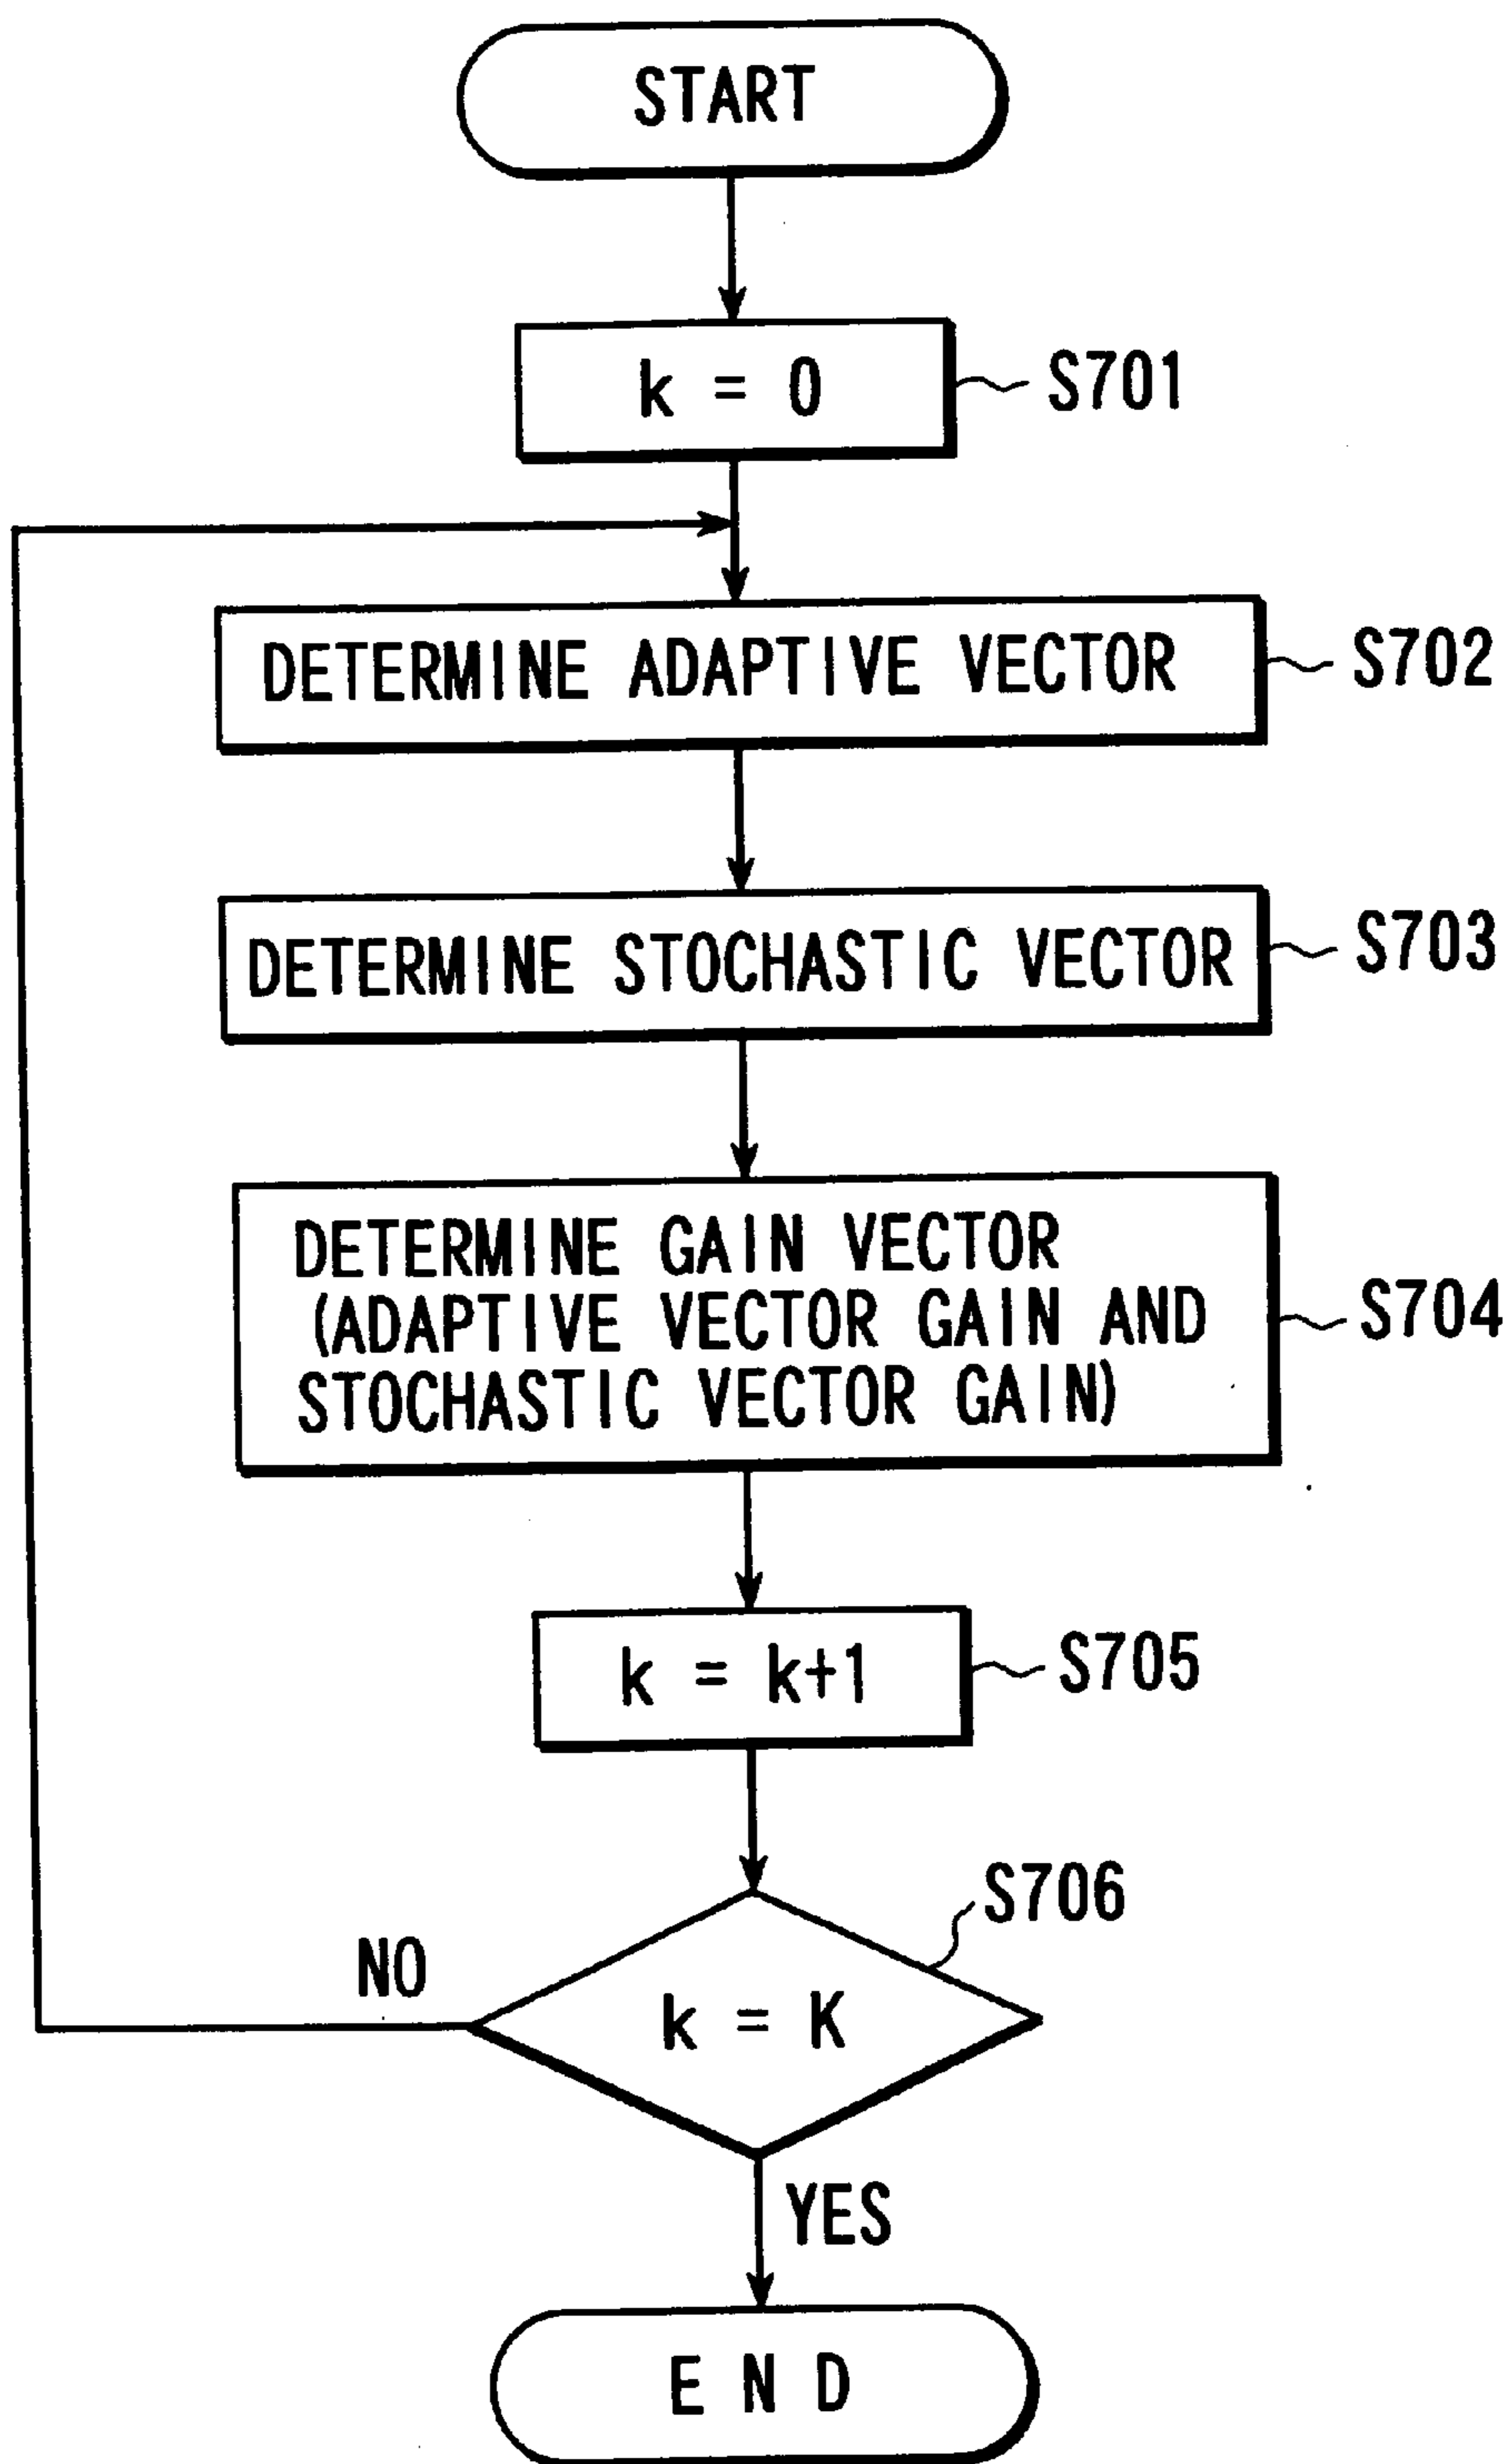 START
k = 0
S701
DETERMINE ADAPTIVE VECTOR
S702
DETERMINE STOCHASTIC VECTOR
S703
DETERMINE GAIN VECTOR
(ADAPTIVE VECTOR GAIN AND
STOCHASTIC VECTOR GAIN)
S704
k = k+1
S705
S706
NO
k = K
YES
END